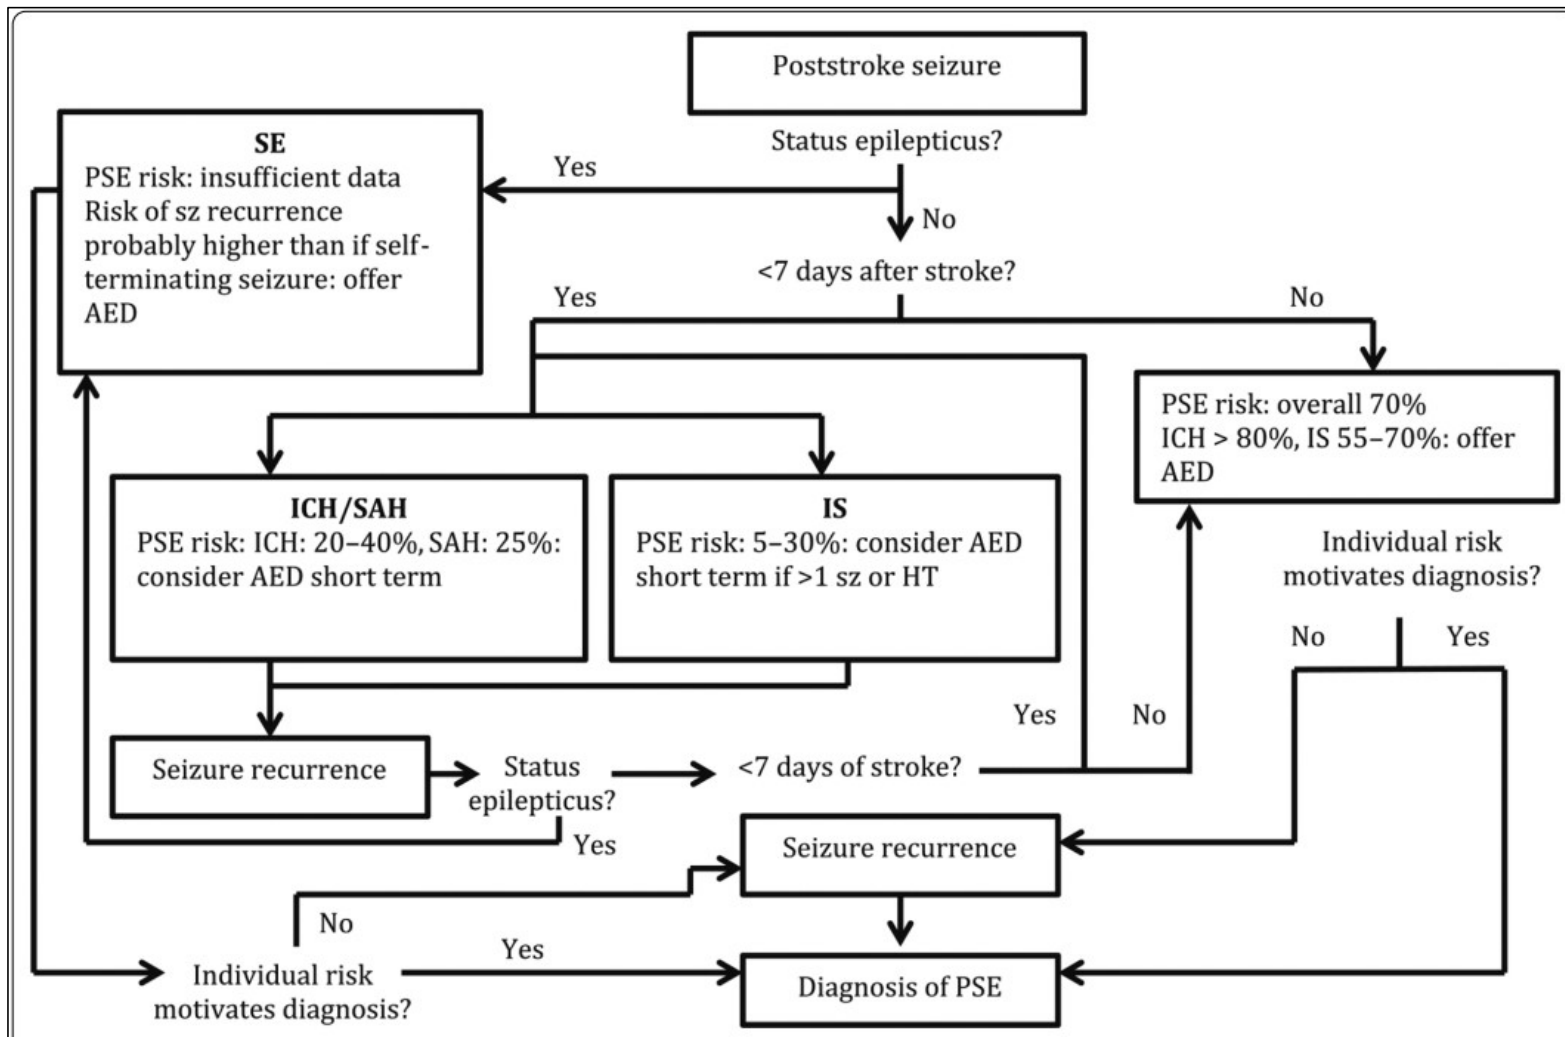 Poststroke seizure
Status epilepticus?
Yes
No
SE
PSE risk: insufficient data
Risk of sz recurrence
probably higher than if self-
terminating seizure: offer
AED
<7 days after stroke?
Yes
No
PSE risk: overall 70%
ICH > 80%, IS 55–70%: offer
AED
ICH/SAH
PSE risk: ICH: 20–40%, SAH: 25%:
consider AED short term
IS
PSE risk: 5–30%: consider AED
short term if >1 sz or HT
Individual risk
motivates diagnosis?
No
Yes
Seizure recurrence
Status
epilepticus?
Yes
<7 days of stroke?
Yes
No
Seizure recurrence
No
Yes
Individual risk
motivates diagnosis?
Diagnosis of PSE